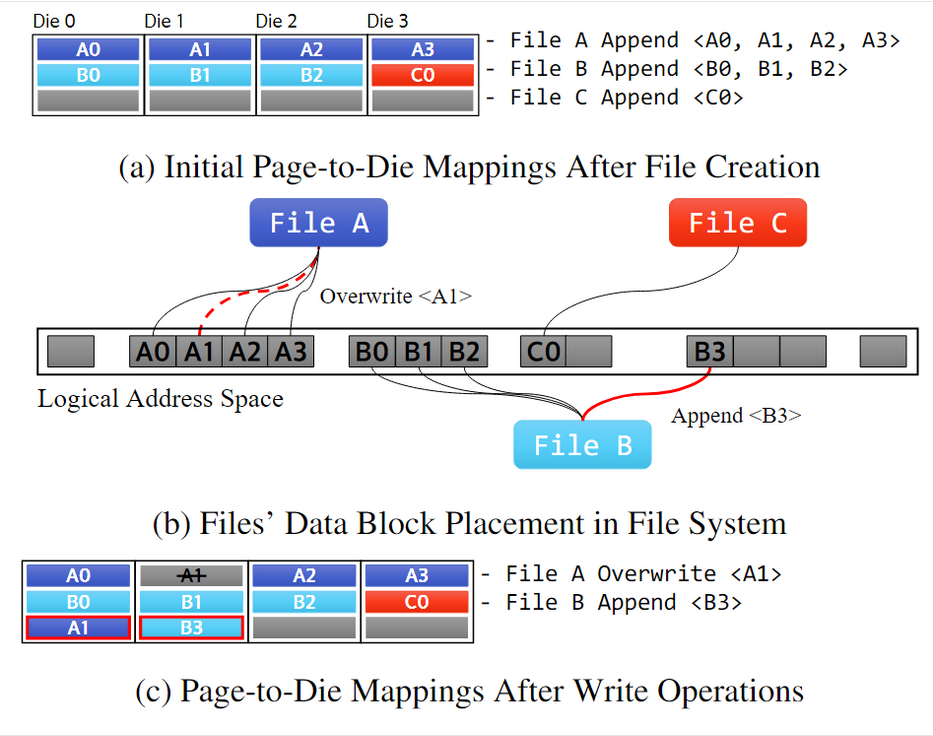 Die 0 Die 1 Die 2 Die 3
A0 A1 A2 A3 - File A Append <A0, A1, A2, A3>
B0 B1 B2 C0 - File B Append <B0, B1, B2>
- File C Append <C0>
(a) Initial Page-to-Die Mappings After File Creation
File A File C
Overwrite <A1>
A0 A1 A2 A3 B0 B1 B2 C0 B3
Logical Address Space
Append <B3>
File B
(b) Files’ Data Block Placement in File System
A0 A1 A2 A3 - File A Overwrite <A1>
B0 B1 B2 C0 - File B Append <B3>
A1 B3
(c) Page-to-Die Mappings After Write Operations